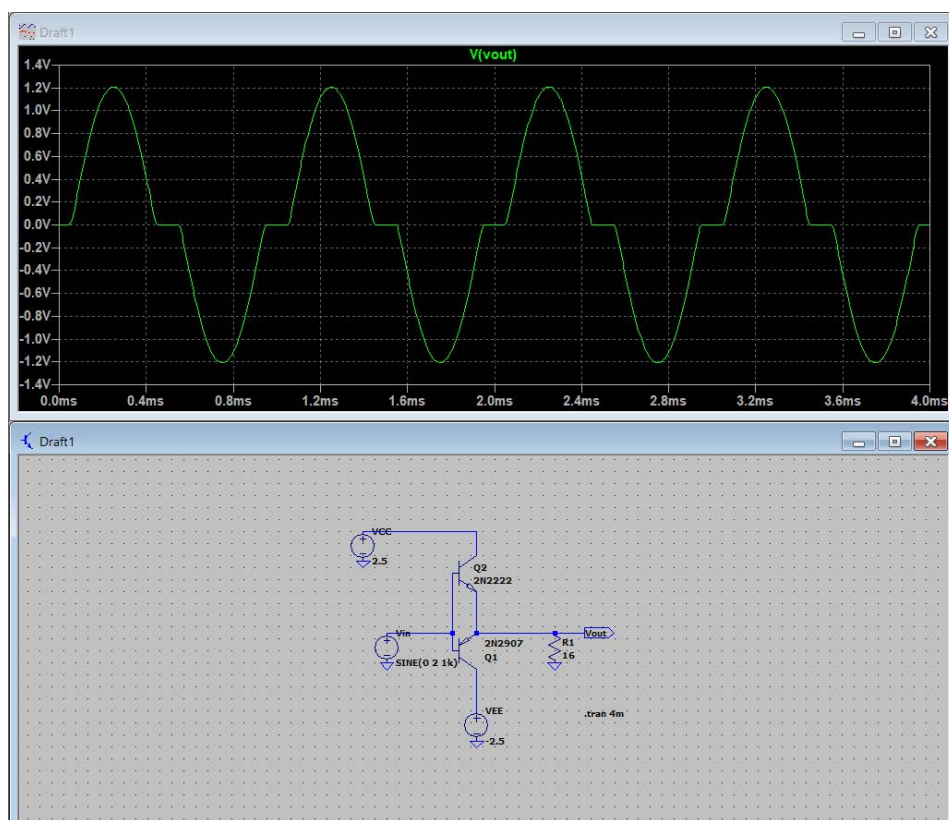 Draft1
V(vout)
1.4V
1.2V
1.0V
0.8V
0.6V
0.4V
0.2V
0.0V
-0.2V
-0.4V
-0.6V
-0.8V
-1.0V
-1.2V
-1.4V
0.0ms 0.4ms 0.8ms 1.2ms 1.6ms 2.0ms 2.4ms 2.8ms 3.2ms 3.6ms 4.0ms
Draft1
VCC
2.5
Q2
2N2222
Vin
SINE(0 2 1k)
2N2907
Q1
Vout
R1
16
VEE
-2.5
.tran 4m